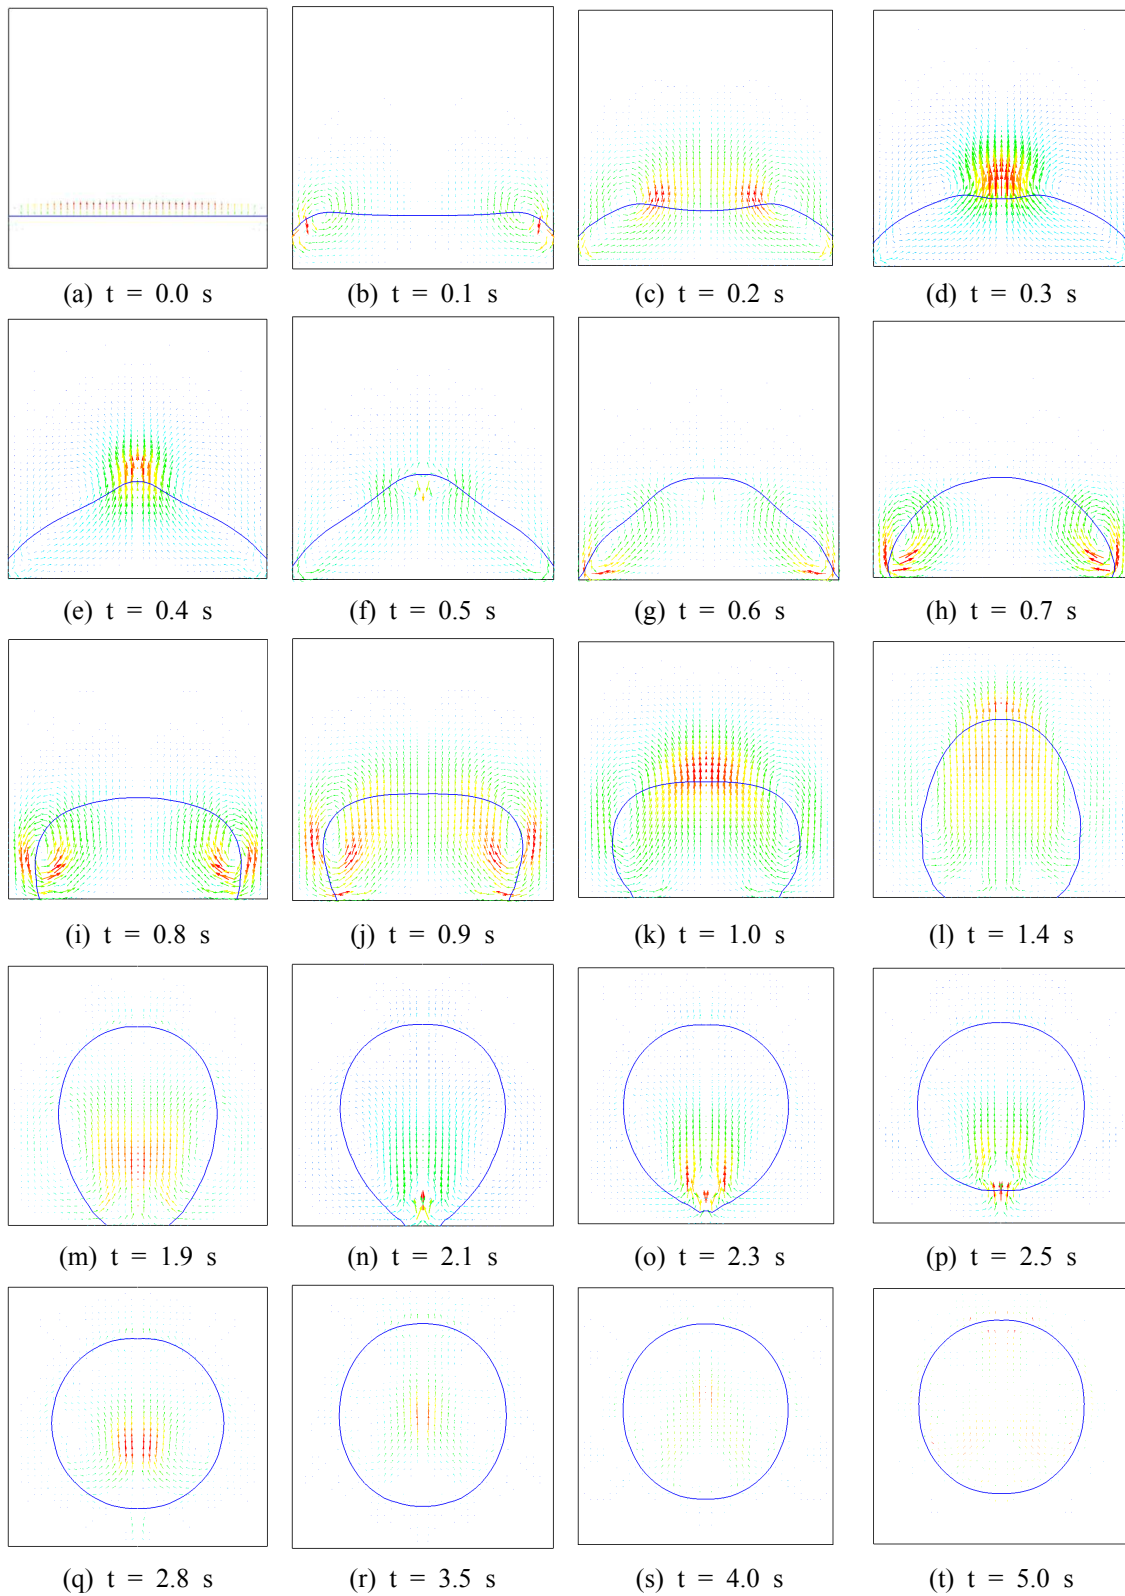 (a) t = 0.0 s
(b) t = 0.1 s
(c) t = 0.2 s
(d) t = 0.3 s
(e) t = 0.4 s
(f) t = 0.5 s
(g) t = 0.6 s
(h) t = 0.7 s
(i) t = 0.8 s
(j) t = 0.9 s
(k) t = 1.0 s
(l) t = 1.4 s
(m) t = 1.9 s
(n) t = 2.1 s
(o) t = 2.3 s
(p) t = 2.5 s
(q) t = 2.8 s
(r) t = 3.5 s
(s) t = 4.0 s
(t) t = 5.0 s